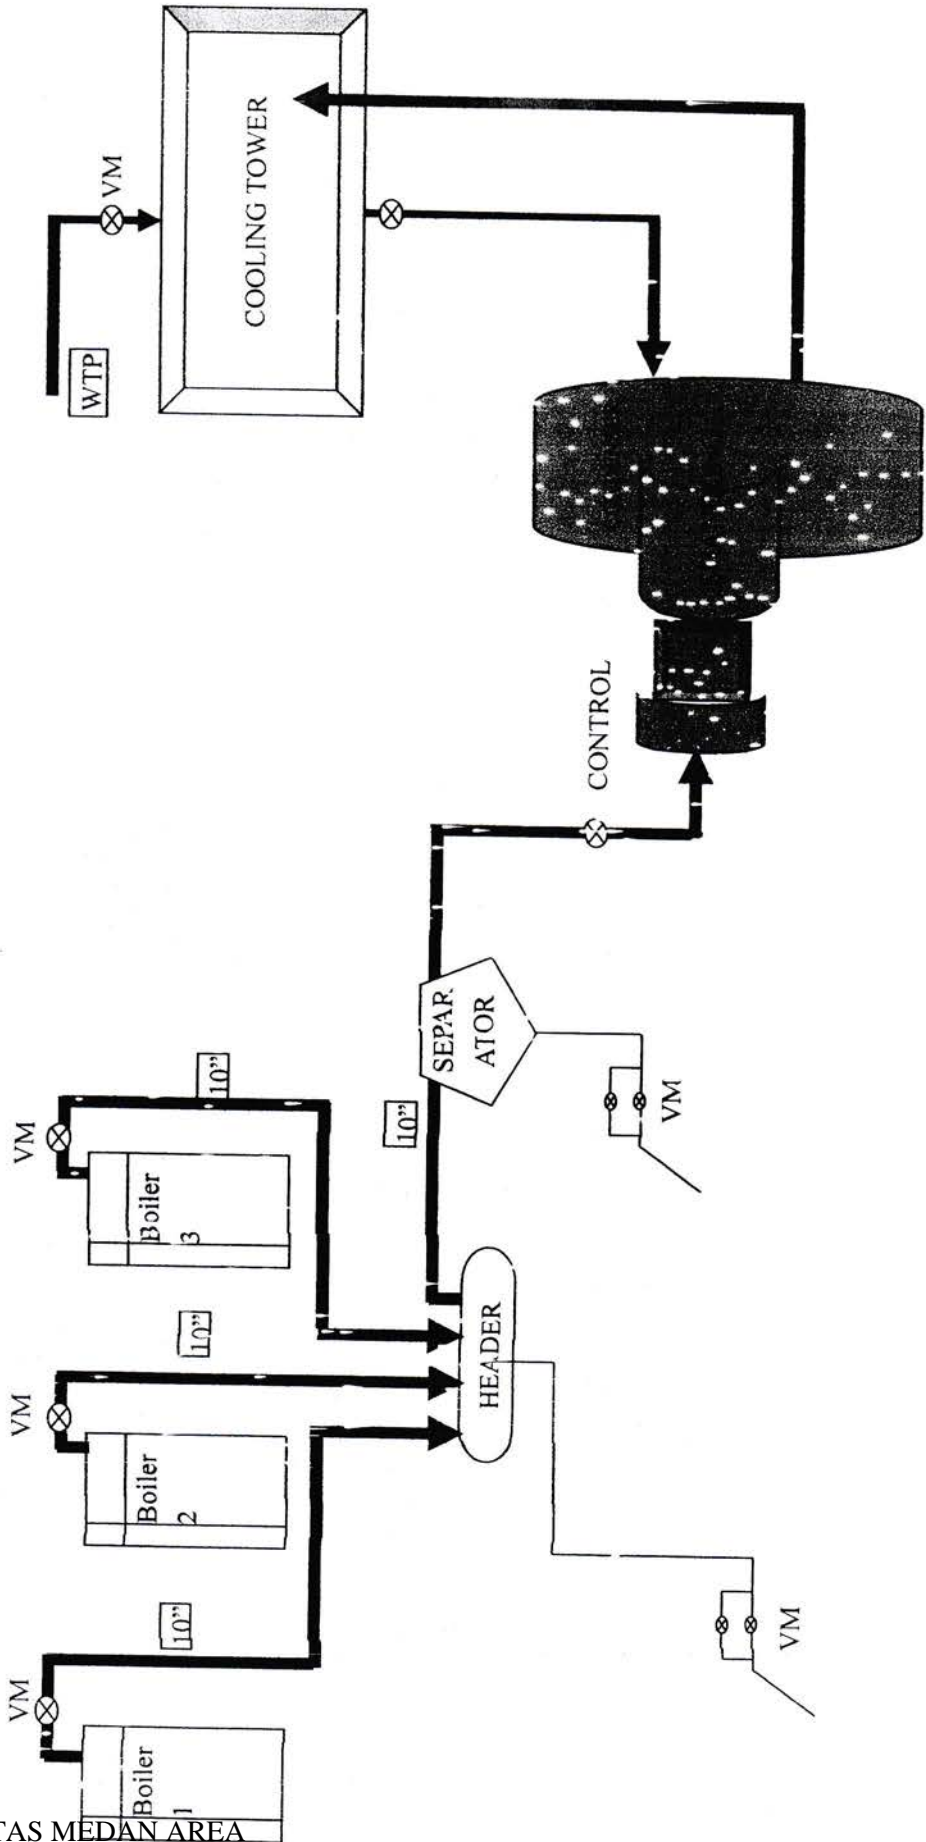 VM
Boiler
1
10”
VM
Boiler
2
10”
VM
Boiler
3
10”
HEADER
VM
10”
SEPAR
ATOR
VM
CONTROL
WTP
VM
COOLING TOWER
TAS MEDAN AREA